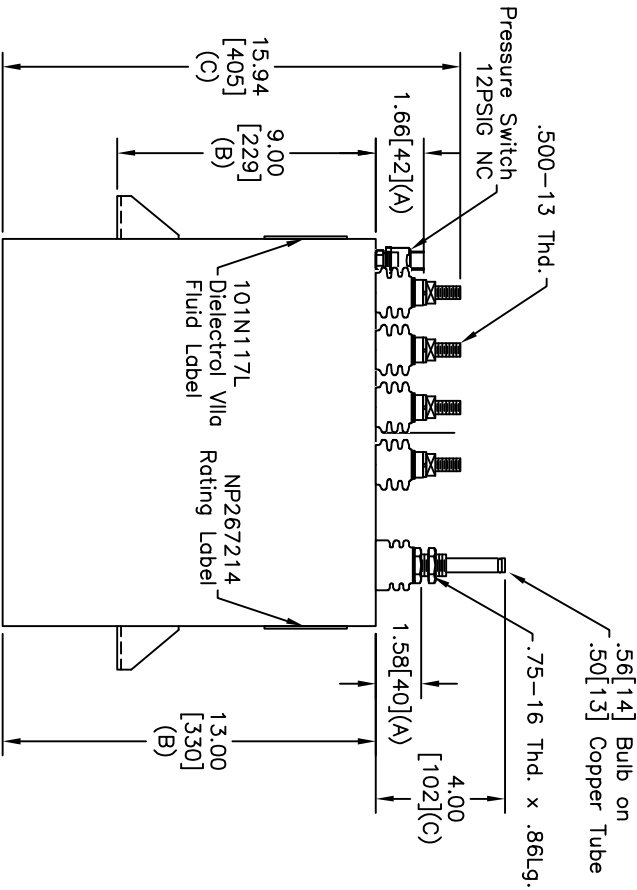 Pressure Switch
12PSIG NC
.500-13 Thd.
1.66[42](A)
15.94
[405]
(C)
9.00
[229]
(B)
101N117L
Dielectrol VIIa
Fluid Label
NP267214
Rating Label
.56[14] Bulb on
.50[13] Copper Tube
.75-16 Thd. x .86Lg.
1.58[40](A)
4.00
[102](C)
13.00
[330]
(B)